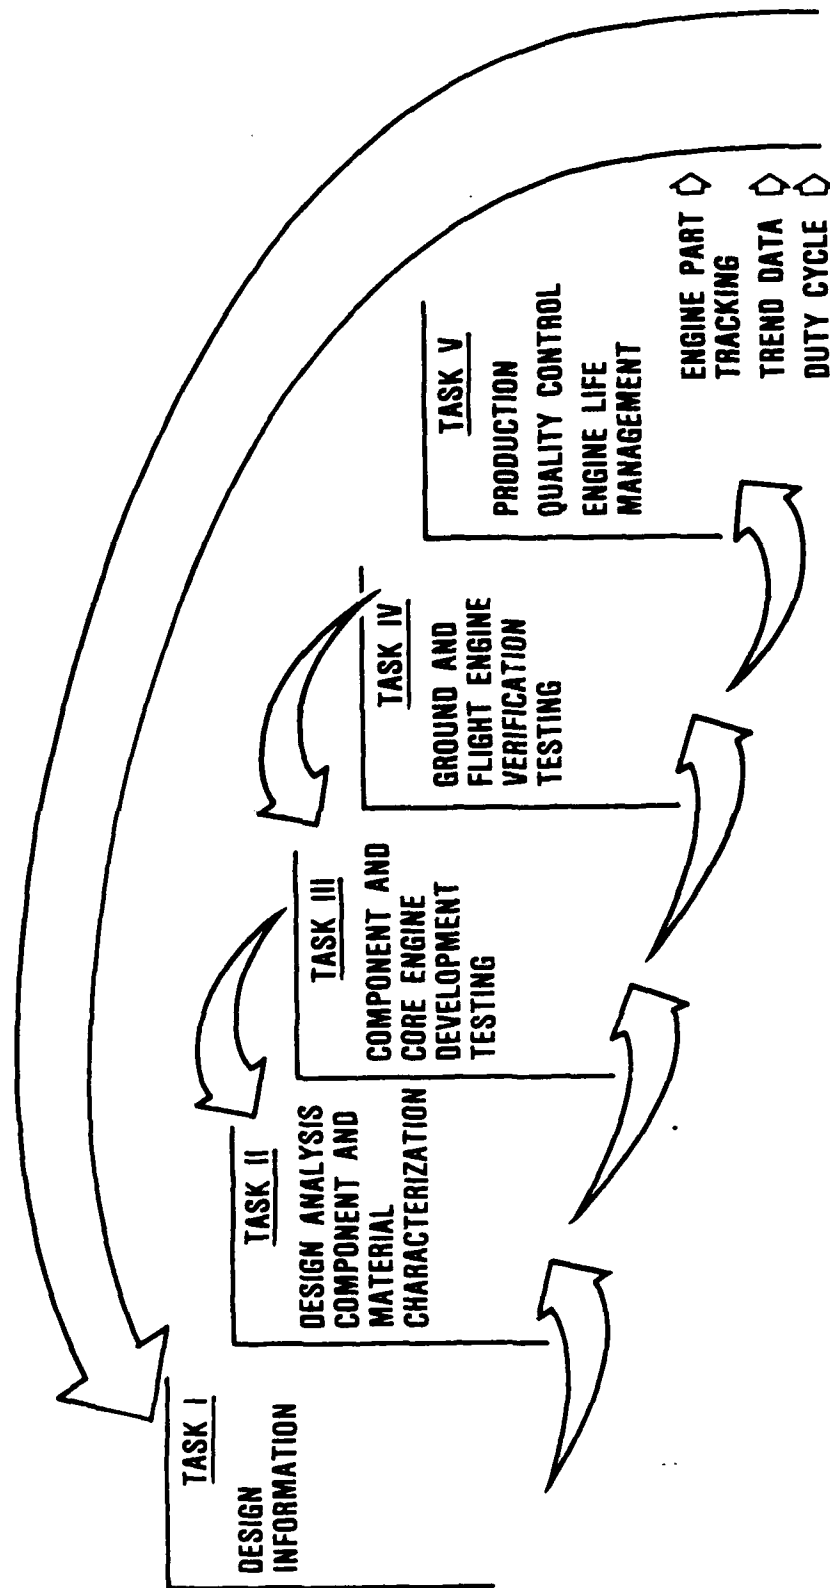 TASK I
DESIGN
INFORMATION
TASK II
DESIGN ANALYSIS
COMPONENT AND
MATERIAL
CHARACTERIZATION
TASK III
COMPONENT AND
CORE ENGINE
DEVELOPMENT
TESTING
TASK IV
GROUND AND
FLIGHT ENGINE
VERIFICATION
TESTING
TASK V
PRODUCTION
QUALITY CONTROL
ENGINE LIFE
MANAGEMENT
ENGINE PART
TRACKING
TREND DATA
DUTY CYCLE